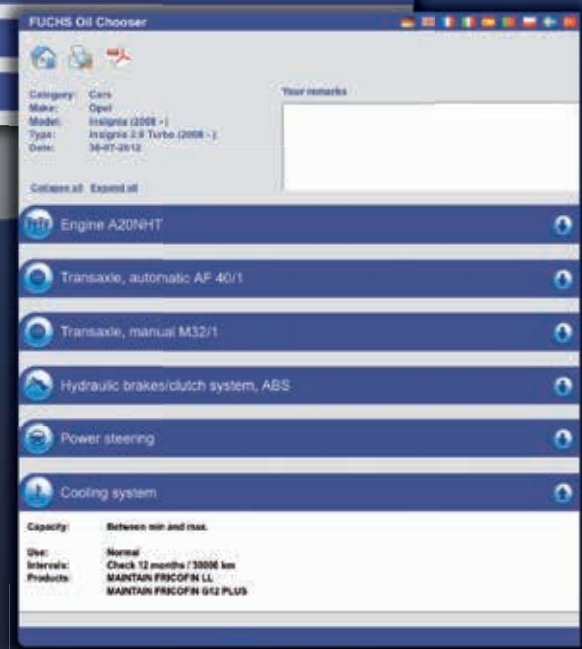 FUCHS Oil Chooser
Category: Cars
Make: Opel
Model: Insignia (2008 - )
Type: Insignia 2.0 Turbo (2008 - )
Date: 30-07-2012
Your remarks
Collapse all Expand all
Engine A20NHT
Transaxle, automatic AF 40/1
Transaxle, manual M32/1
Hydraulic brakes/clutch system, ABS
Power steering
Cooling system
Capacity: Between min and max.
Use: Normal
Intervals: Check 12 months / 30000 km
Products: MAINTAIN FRICOFIN LL
MAINTAIN FRICOFIN G12 PLUS